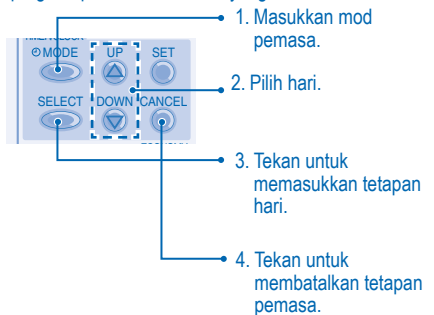 1. Masukkan mod
pemasa.
MODE UP SET
2. Pilih hari.
SELECT DOWN CANCEL
3. Tekan untuk
memasukkan tetapan
hari.
4. Tekan untuk
membatalkan tetapan
pemasa.